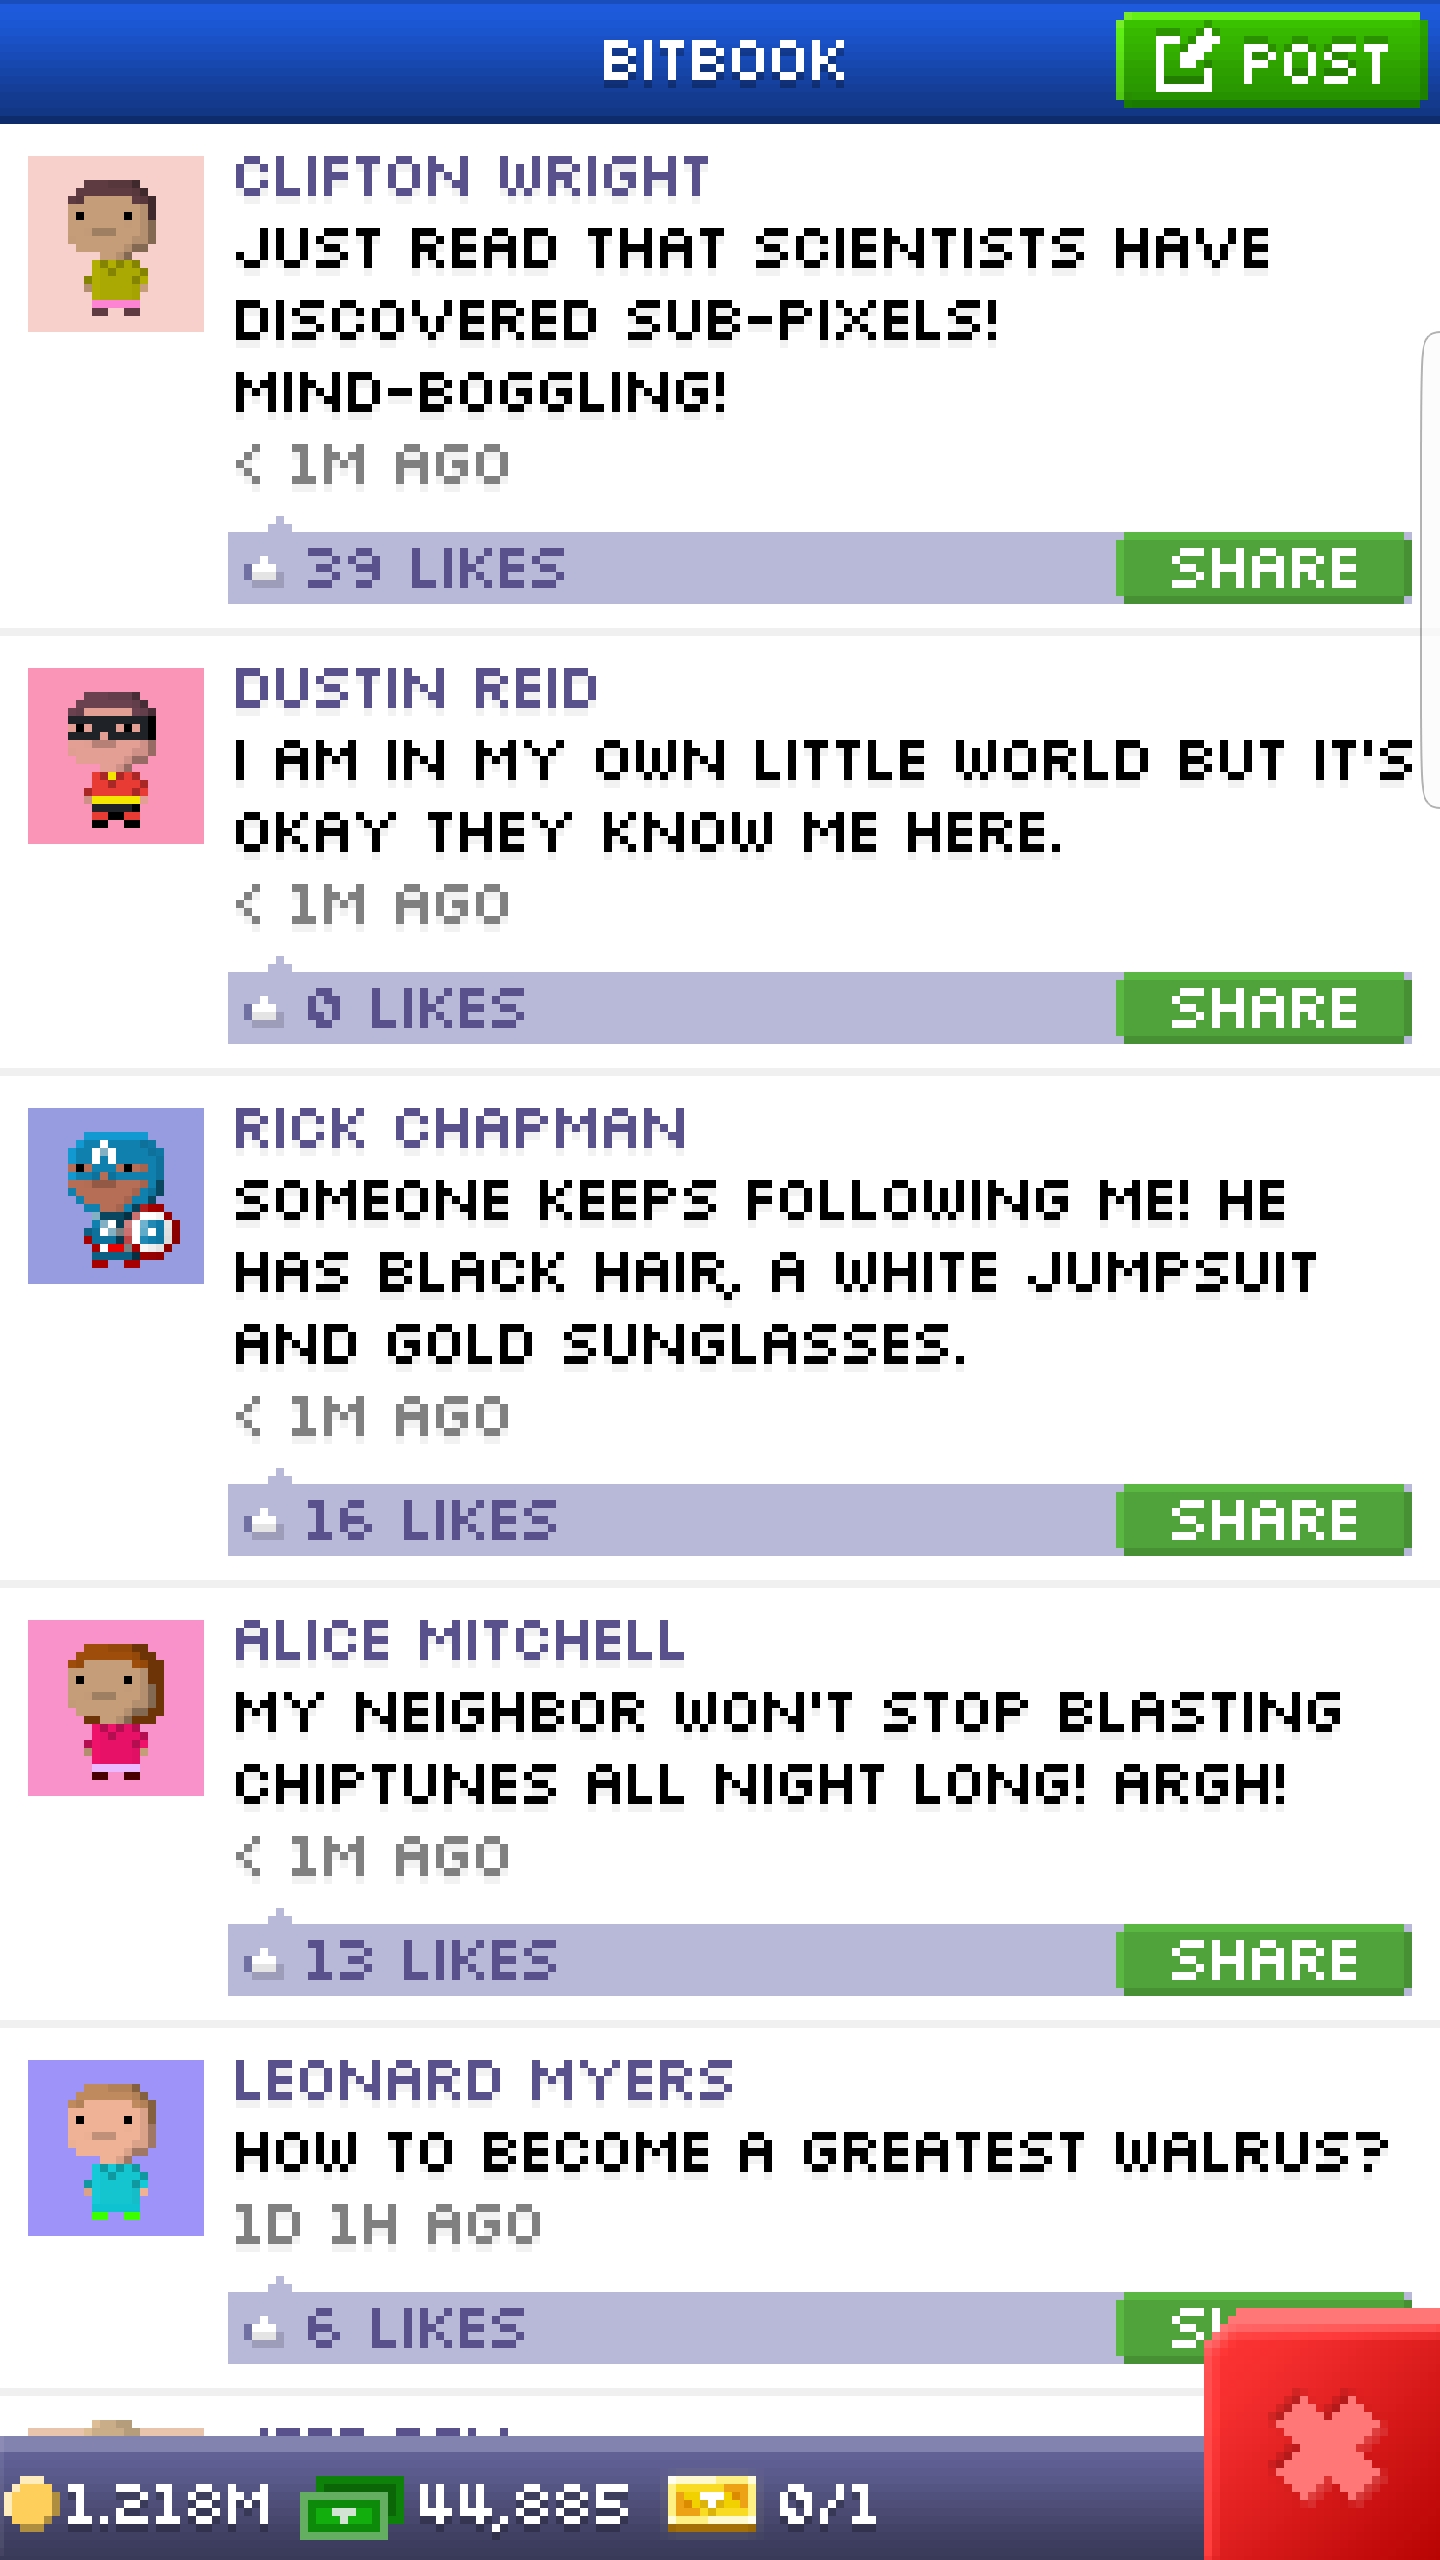 BITBOOK
POST
CLIFTON WRIGHT
JUST READ THAT SCIENTISTS HAVE
DISCOVERED SUB-PIXELS!
MIND-BOGGLING!
< 1M AGO
39 LIKES
SHARE
DUSTIN REID
I AM IN MY OWN LITTLE WORLD BUT IT'S
OKAY THEY KNOW ME HERE.
< 1M AGO
0 LIKES
SHARE
RICK CHAPMAN
SOMEONE KEEPS FOLLOWING ME! HE
HAS BLACK HAIR, A WHITE JUMPSUIT
AND GOLD SUNGLASSES.
< 1M AGO
16 LIKES
SHARE
ALICE MITCHELL
MY NEIGHBOR WON'T STOP BLASTING
CHIPTUNES ALL NIGHT LONG! ARGH!
< 1M AGO
13 LIKES
SHARE
LEONARD MYERS
HOW TO BECOME A GREATEST WALRUS?
1D 1H AGO
6 LIKES
1.218M
44,885
0/1